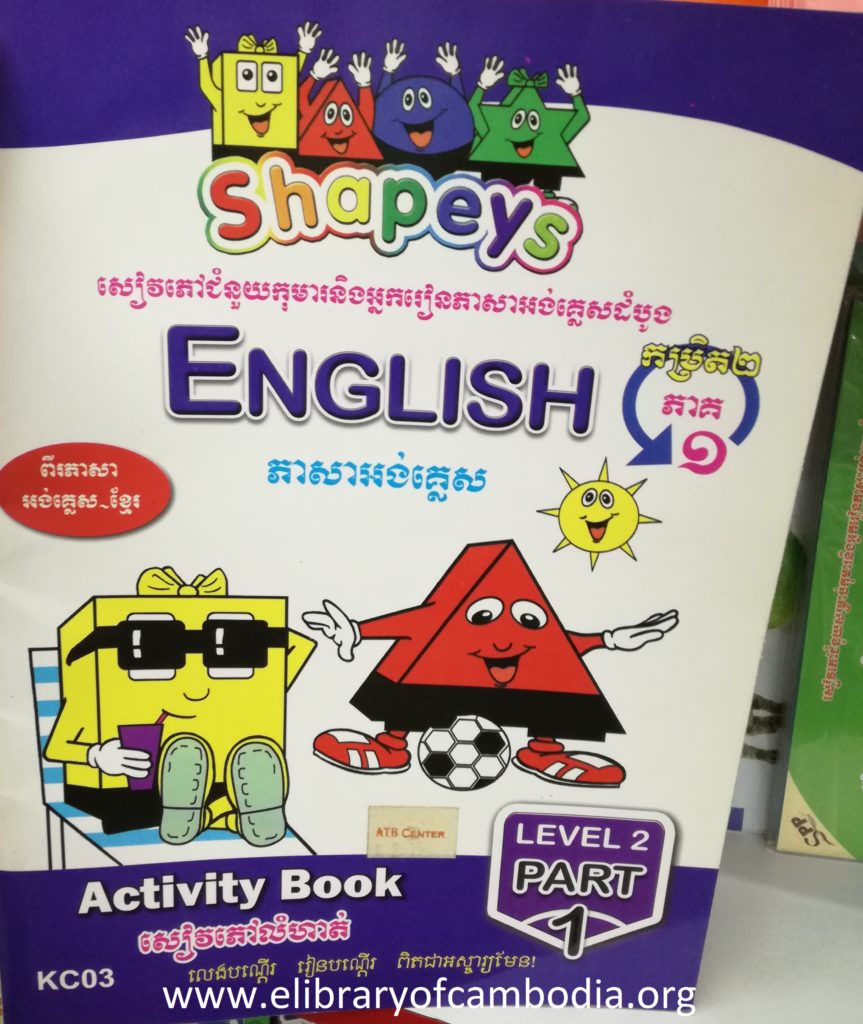 Shapeys
សៀវភៅជំនួយកុមារនិងអ្នករៀនភាសាអង់គ្លេសដំបូង
ENGLISH
កម្រិត២
ភាគ
១
ភាសាអង់គ្លេស
ពីរភាសា
អង់គ្លេស~ខ្មែរ
ATB CENTER
LEVEL 2
PART
1
Activity Book
សៀវភៅលំហាត់
KC03
លេងបណ្តើរ រៀនបណ្តើរ ពិតជាអស្ចារ្យមែន!
www.elibraryofcambodia.org
SPP